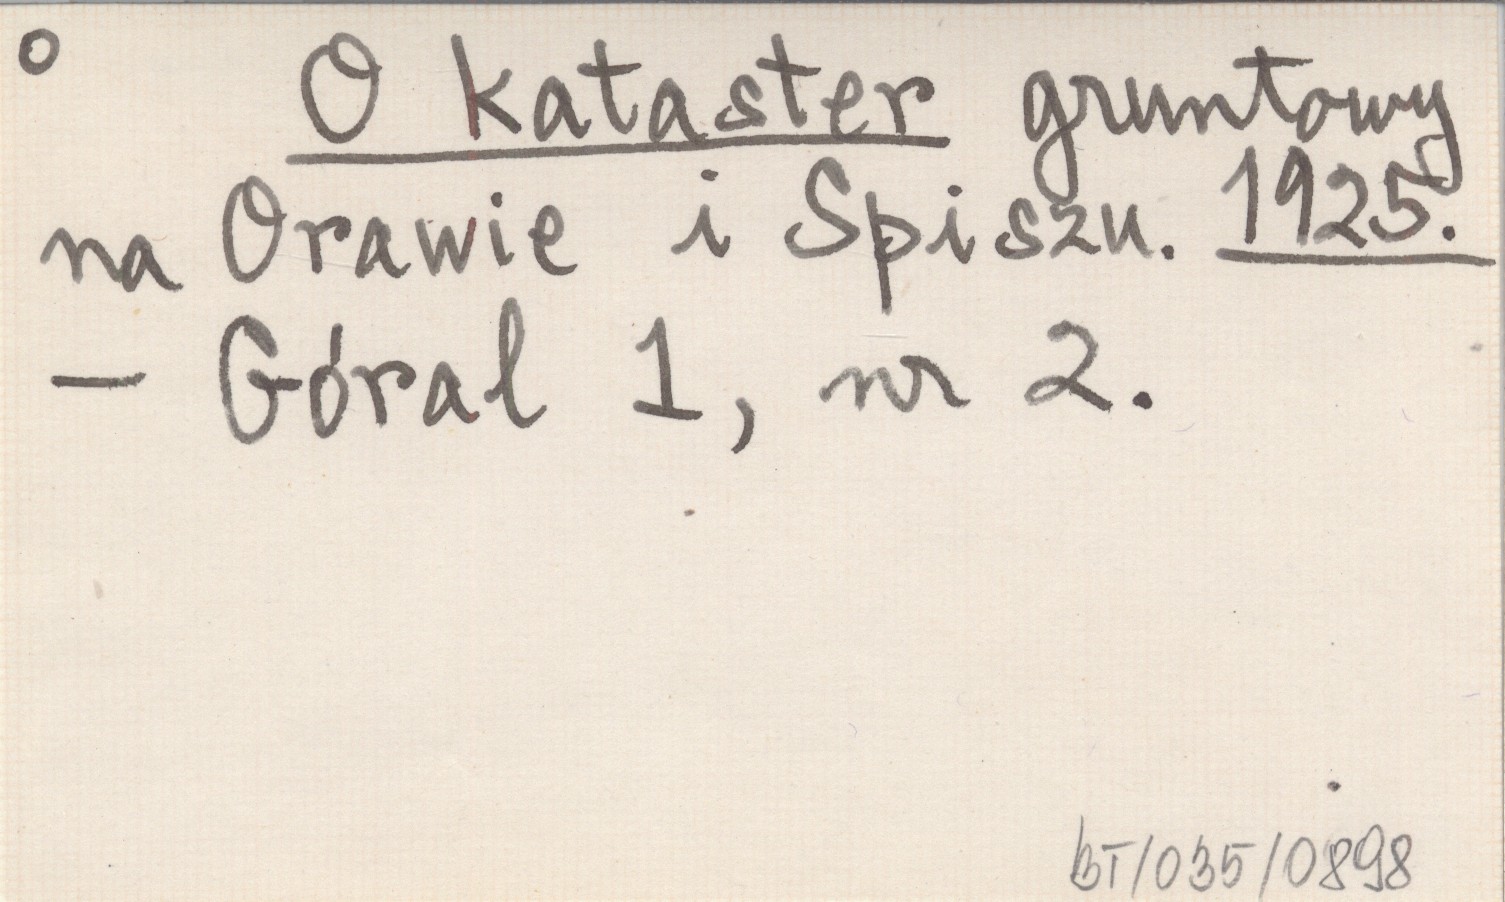 o O kataster gruntowy
na Orawie i Spiszu. 1925.
– Góral 1, nr 2.
BT/035/0898